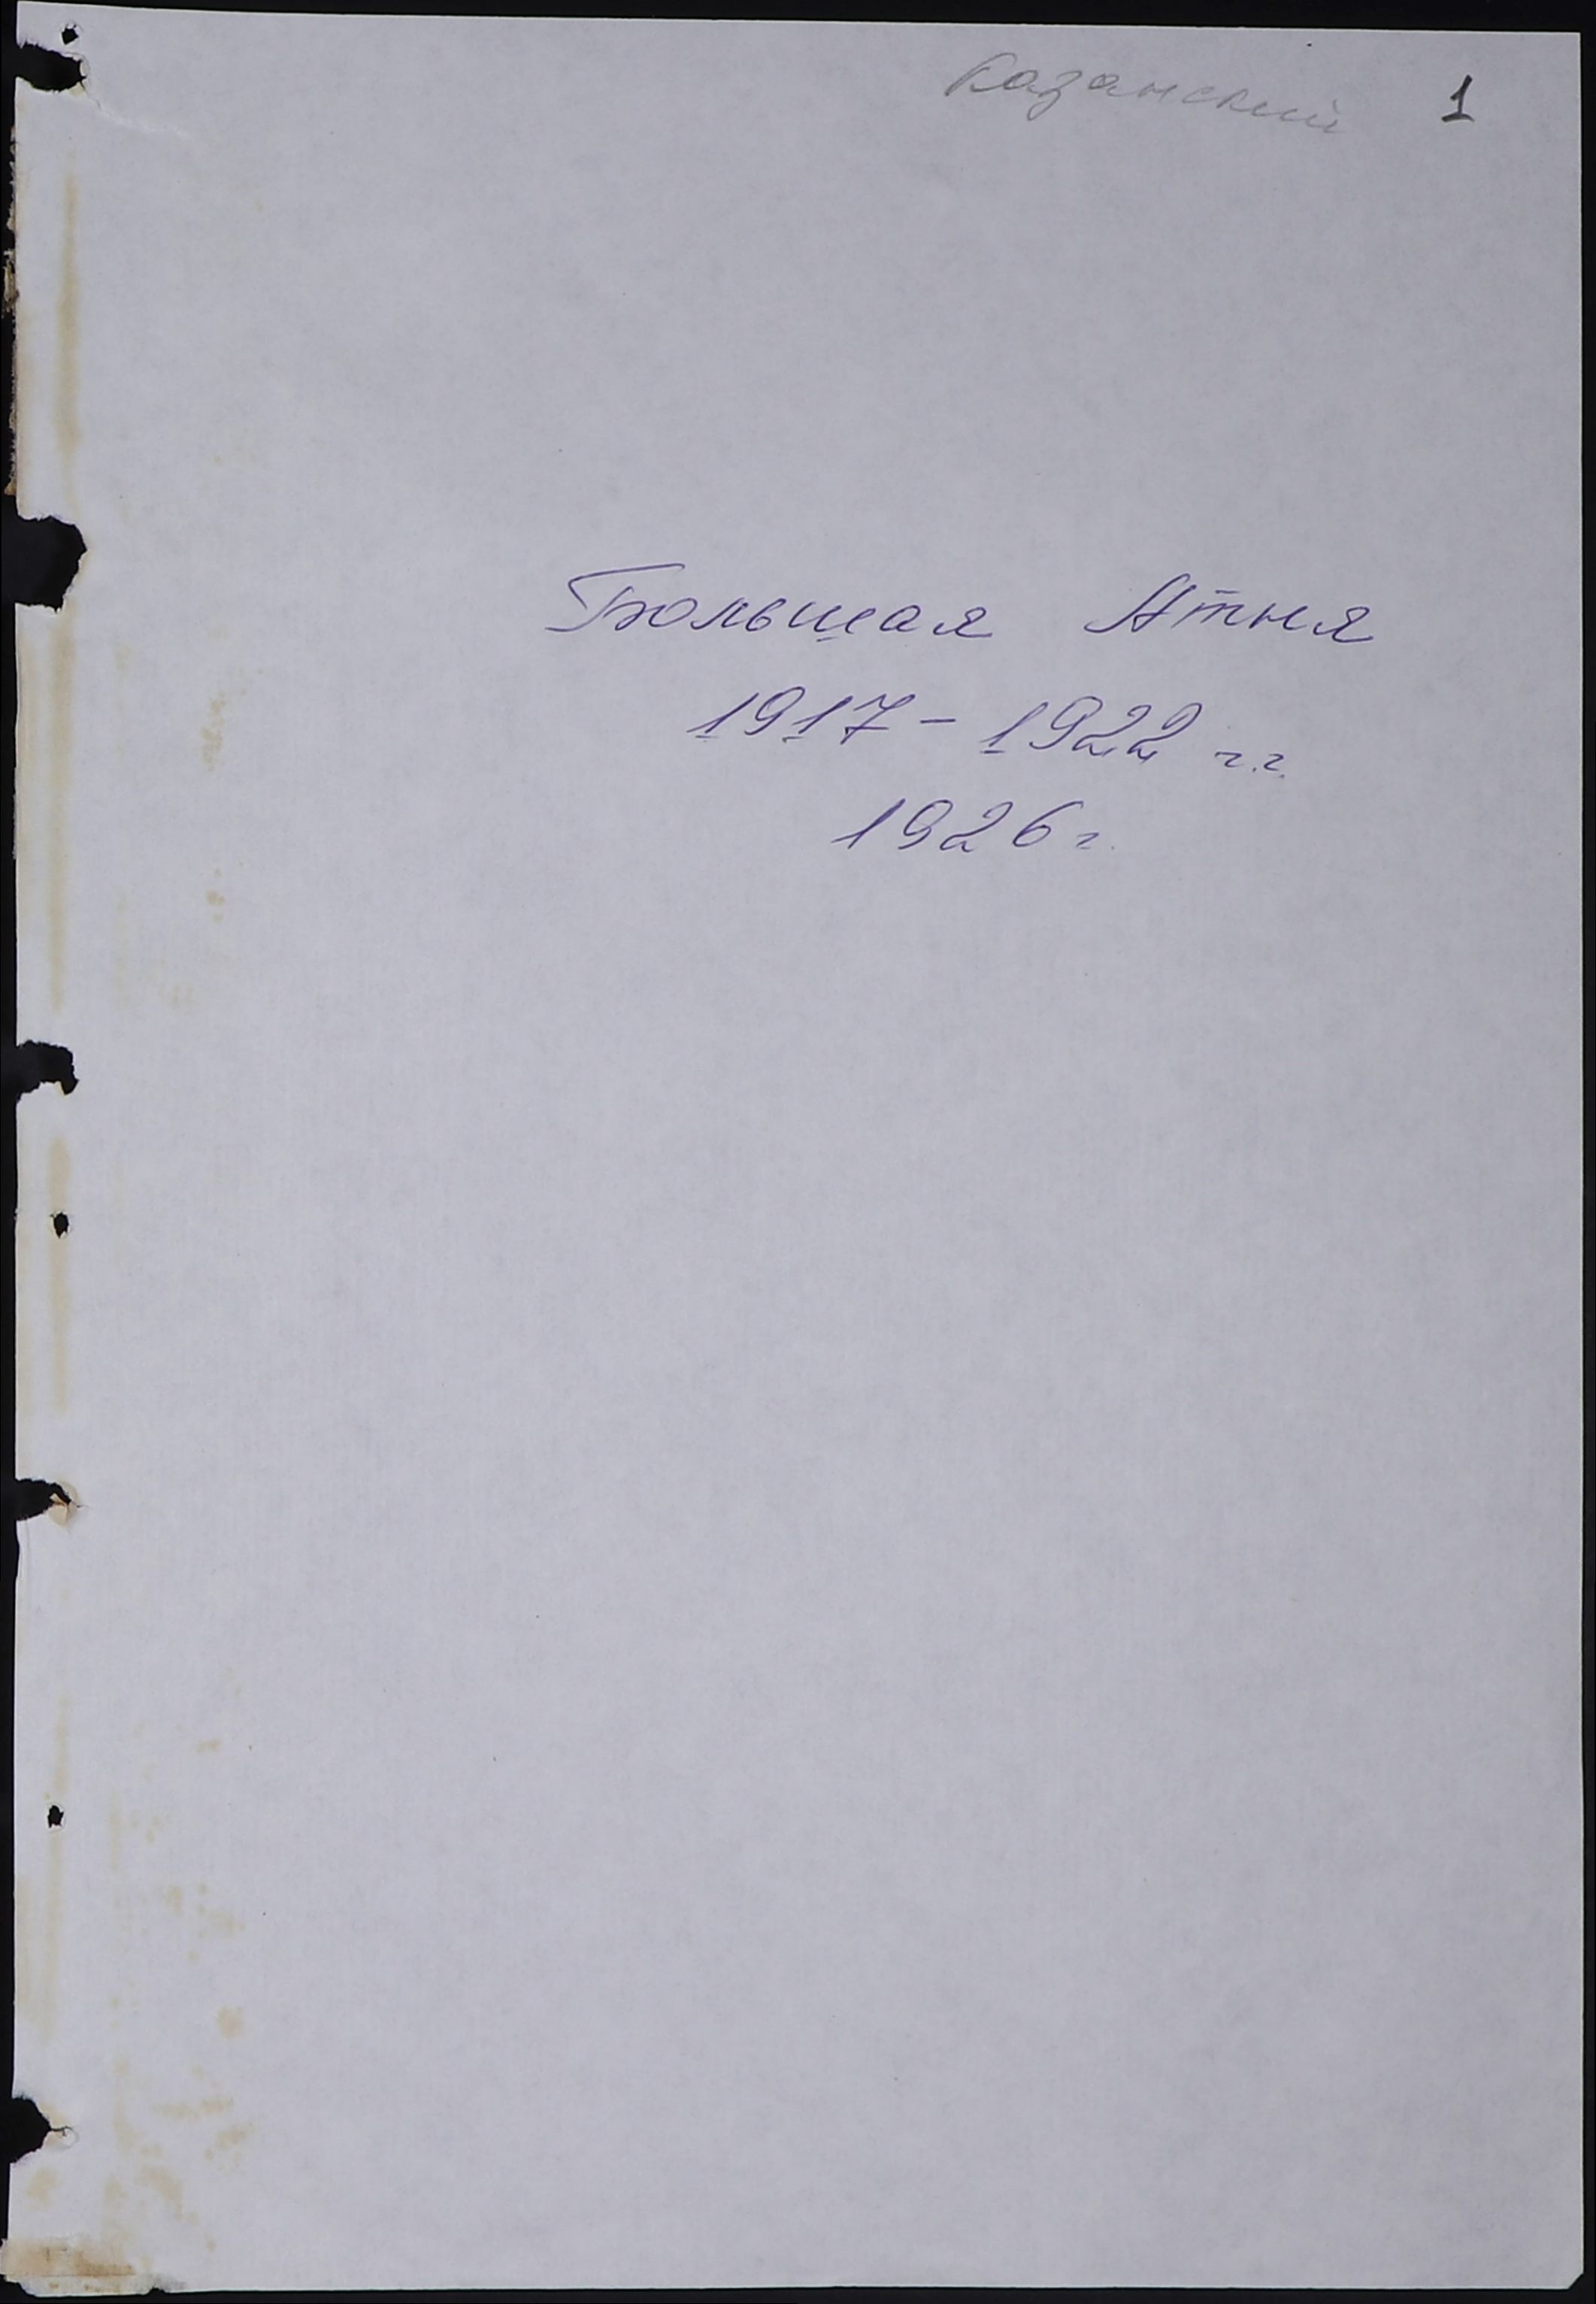 Казанский 1
Большая Атня
1917 - 1922 г.г.
1926 г.